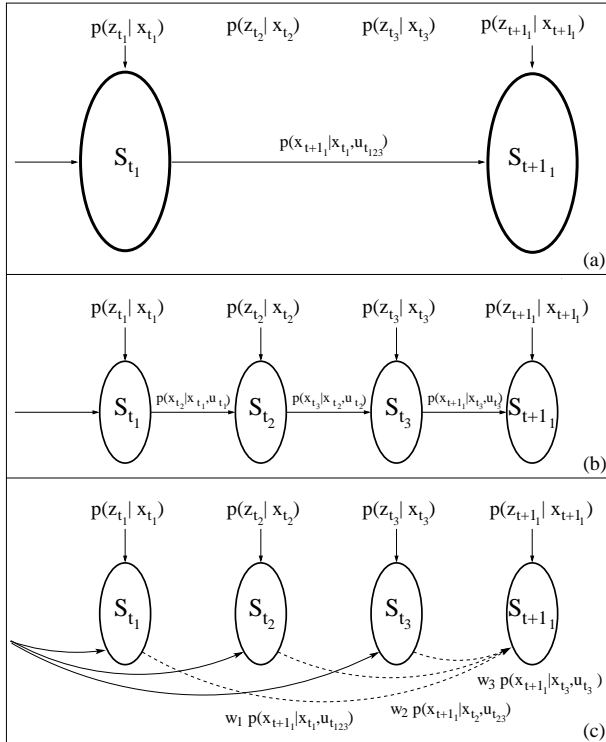 p(z_{t_1} | x_{t_1}) p(z_{t_2} | x_{t_2}) p(z_{t_3} | x_{t_3}) p(z_{t+1_1} | x_{t+1_1})
p(x_{t+1_1}|x_{t_1},u_{t_{123}})
S_{t_1} S_{t+1_1}
(a)
p(z_{t_1} | x_{t_1}) p(z_{t_2} | x_{t_2}) p(z_{t_3} | x_{t_3}) p(z_{t+1_1} | x_{t+1_1})
p(x_{t_2}|x_{t_1},u_{t_1}) p(x_{t_3}|x_{t_2},u_{t_2}) p(x_{t+1_1}|x_{t_3},u_{t_3})
S_{t_1} S_{t_2} S_{t_3} S_{t+1_1}
(b)
p(z_{t_1} | x_{t_1}) p(z_{t_2} | x_{t_2}) p(z_{t_3} | x_{t_3}) p(z_{t+1_1} | x_{t+1_1})
S_{t_1} S_{t_2} S_{t_3} S_{t+1_1}
w_3 p(x_{t+1_1}|x_{t_3},u_{t_3})
w_1 p(x_{t+1_1}|x_{t_1},u_{t_{123}}) w_2 p(x_{t+1_1}|x_{t_2},u_{t_{23}})
(c)